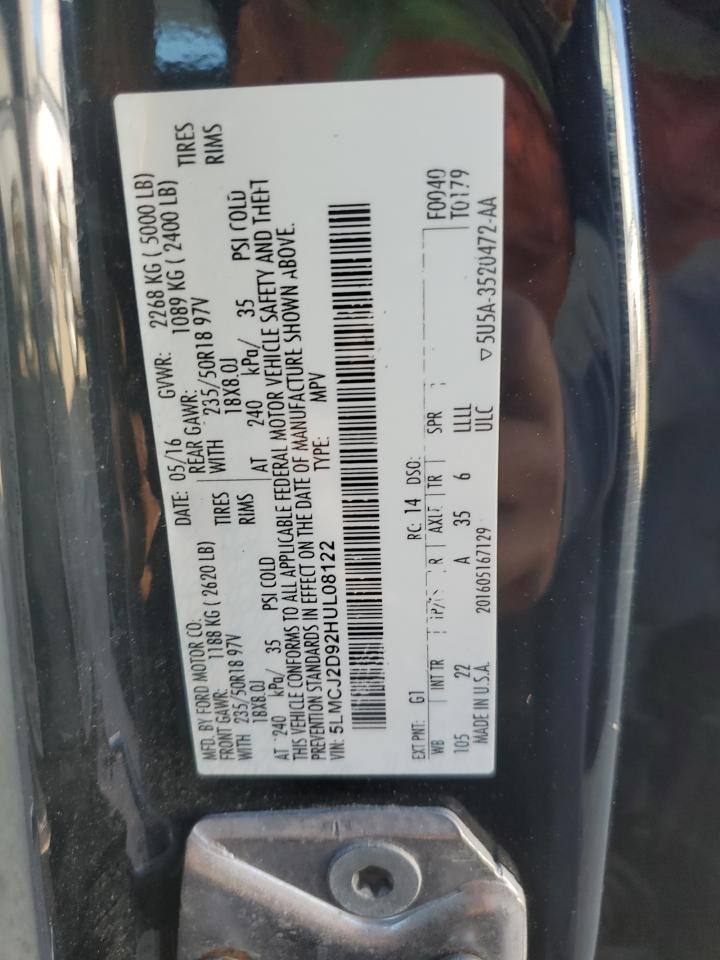 MFD. BY FORD MOTOR CO.
DATE: 05/16 GVWR: 2268 KG ( 5000 LB)
FRONT GAWR: 1188 KG ( 2620 LB) REAR GAWR: 1089 KG ( 2400 LB)
WITH 235/50R18 97V TIRES WITH 235/50R18 97V TIRES
18X8.0J RIMS 18X8.0J RIMS
AT 240 kPa/ 35 PSI COLD AT 240 kPa/ 35 PSI COLD
THIS VEHICLE CONFORMS TO ALL APPLICABLE FEDERAL MOTOR VEHICLE SAFETY AND THEFT
PREVENTION STANDARDS IN EFFECT ON THE DATE OF MANUFACTURE SHOWN ABOVE.
VIN: 5LMCJ2D92HUL08122 TYPE: MPV
EXT PNT: G1 RC: 14 DSO: F0040
WB INT TR R AXLE TR SPR T0179
105 22 A 35 6 LLLL
MADE IN U.S.A. 201605167129 ULC ▽5U5A-3520472-AA